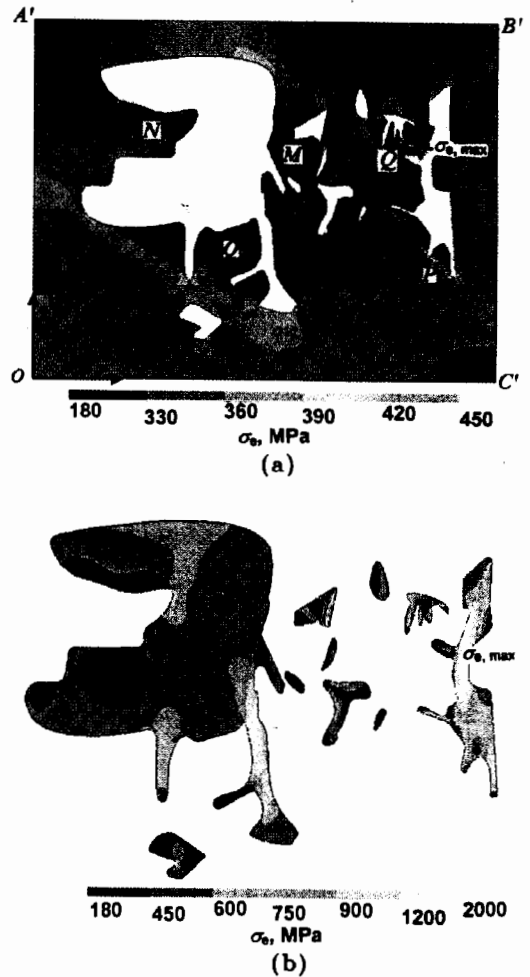 A′ B′
N M Q σe, max
O C′
180 330 360 390 420 450
σe, MPa
(a)
σe, max
180 450 600 750 900 1200 2000
σe, MPa
(b)